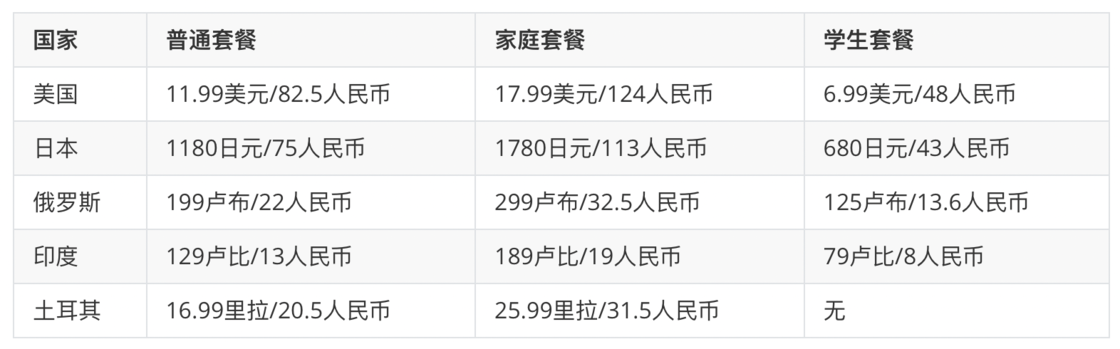 国家 普通套餐 家庭套餐 学生套餐
美国 11.99美元/82.5人民币 17.99美元/124人民币 6.99美元/48人民币
日本 1180日元/75人民币 1780日元/113人民币 680日元/43人民币
俄罗斯 199卢布/22人民币 299卢布/32.5人民币 125卢布/13.6人民币
印度 129卢比/13人民币 189卢比/19人民币 79卢比/8人民币
土耳其 16.99里拉/20.5人民币 25.99里拉/31.5人民币 无